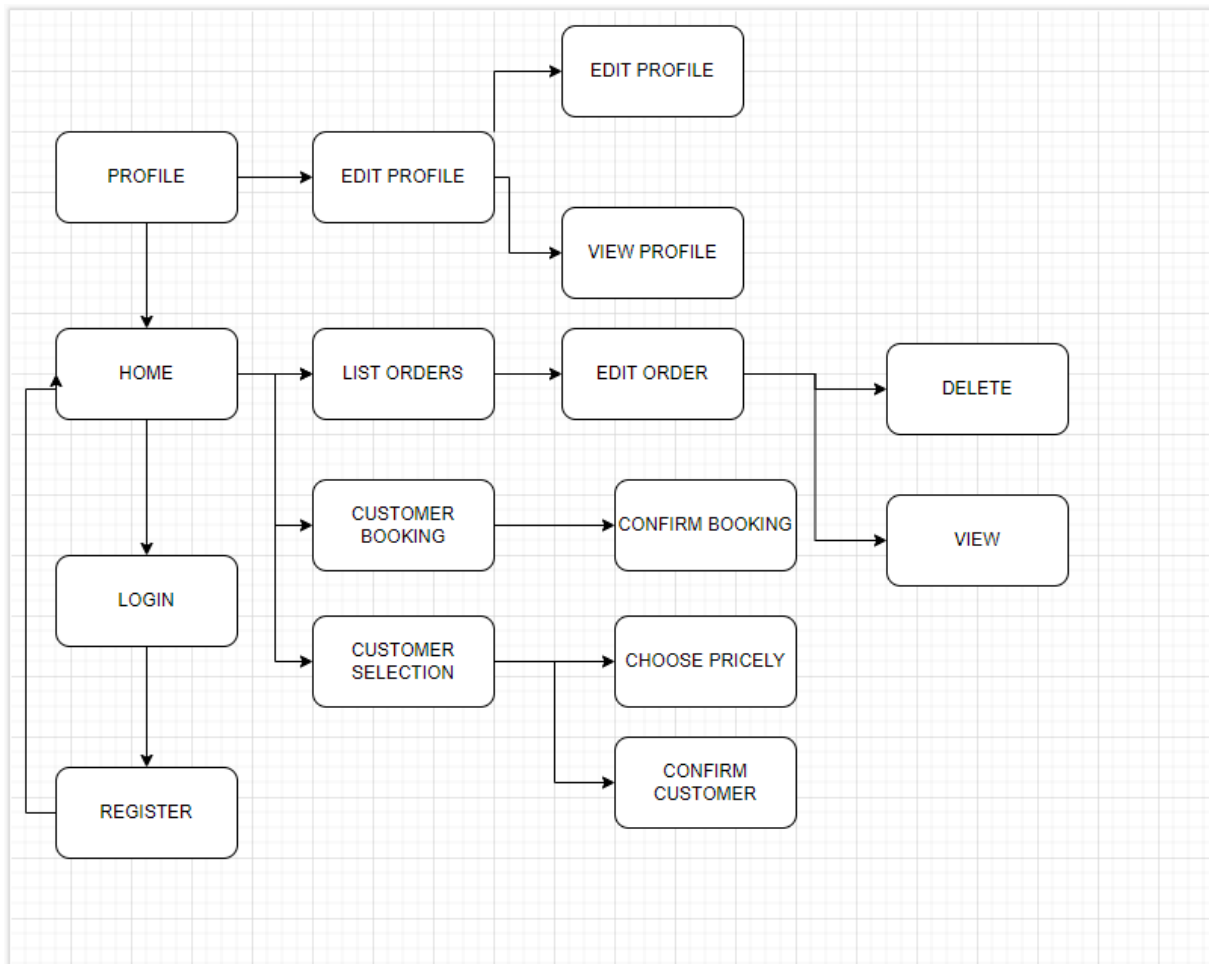 EDIT PROFILE
PROFILE
EDIT PROFILE
VIEW PROFILE
HOME
LIST ORDERS
EDIT ORDER
DELETE
CUSTOMER
BOOKING
CONFIRM BOOKING
VIEW
LOGIN
CUSTOMER
SELECTION
CHOOSE PRICELY
CONFIRM
CUSTOMER
REGISTER